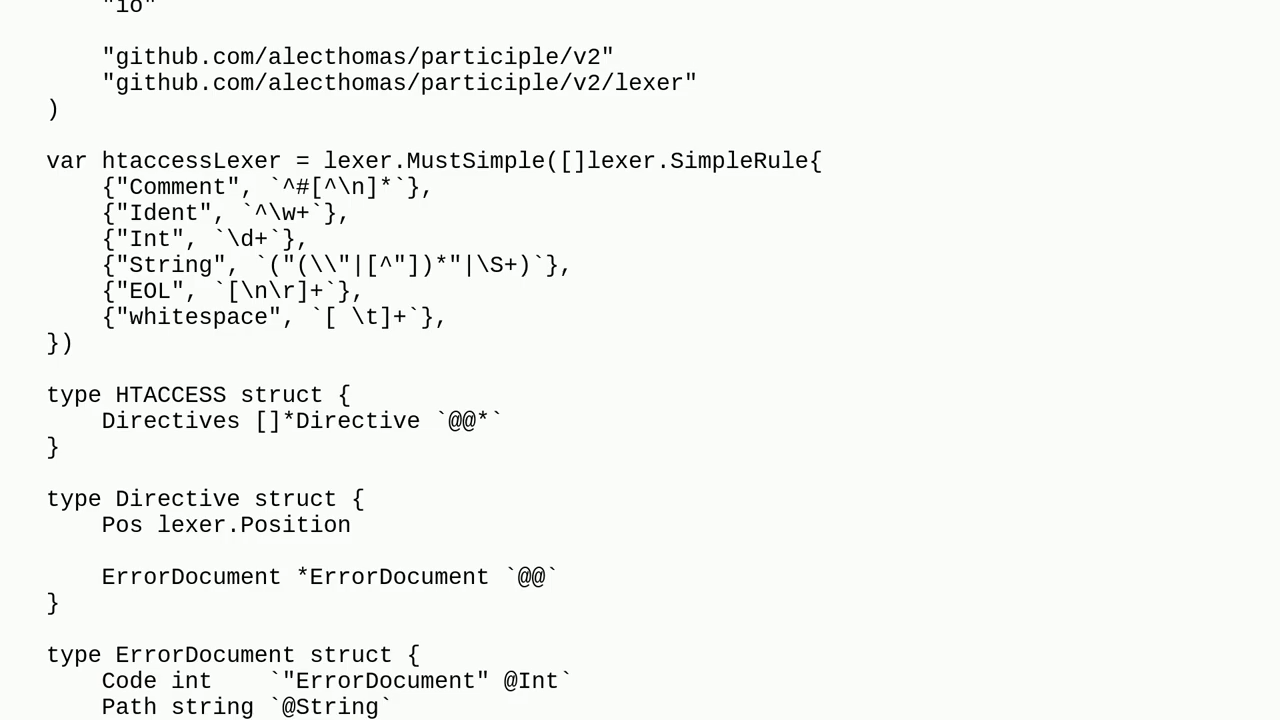 "io"

    "github.com/alecthomas/participle/v2"
    "github.com/alecthomas/participle/v2/lexer"
)

var htaccessLexer = lexer.MustSimple([]lexer.SimpleRule{
    {"Comment", `^#[^\n]*`},
    {"Ident", `^\w+`},
    {"Int", `\d+`},
    {"String", `("(\\"|[^"])*"|\S+)`},
    {"EOL", `[\n\r]+`},
    {"whitespace", `[ \t]+`},
})

type HTACCESS struct {
    Directives []*Directive `@@*`
}

type Directive struct {
    Pos lexer.Position

    ErrorDocument *ErrorDocument `@@`
}

type ErrorDocument struct {
    Code int    `"ErrorDocument" @Int`
    Path string `@String`